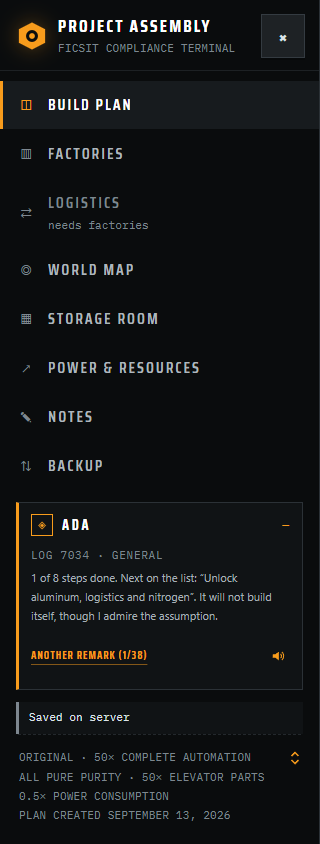 PROJECT ASSEMBLY
FICSIT COMPLIANCE TERMINAL
BUILD PLAN
FACTORIES
LOGISTICS
needs factories
WORLD MAP
STORAGE ROOM
POWER & RESOURCES
NOTES
BACKUP
ADA
LOG 7034 · GENERAL
1 of 8 steps done. Next on the list: “Unlock
aluminum, logistics and nitrogen”. It will not build
itself, though I admire the assumption.
ANOTHER REMARK (1/38)
Saved on server
ORIGINAL · 50× COMPLETE AUTOMATION
ALL PURE PURITY · 50× ELEVATOR PARTS
0.5× POWER CONSUMPTION
PLAN CREATED SEPTEMBER 13, 2026